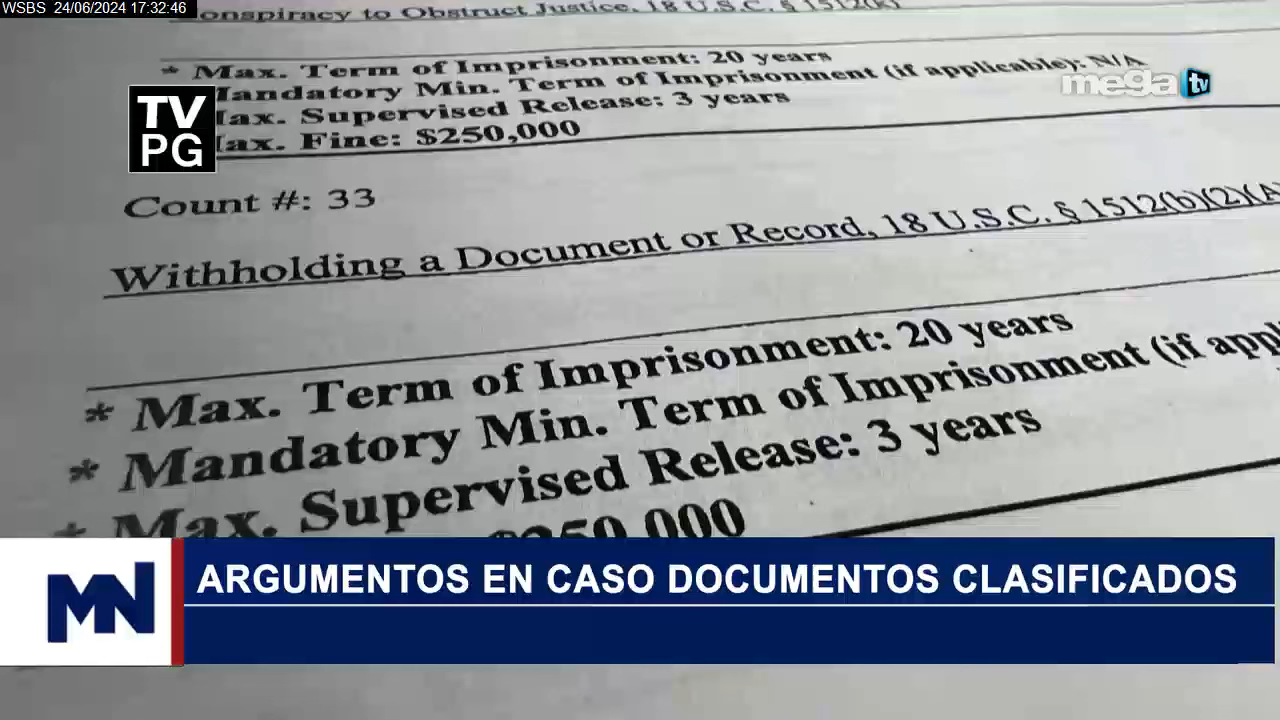 WSBS 24/06/2024 17:32:46
Conspiracy to Obstruct Justice, 18 U.S.C. § 1512(k)
* Max. Term of Imprisonment: 20 years
Mandatory Min. Term of Imprisonment (if applicable): N/A
Max. Supervised Release: 3 years
Max. Fine: $250,000
mega tv
TV
PG
Count #: 33
Withholding a Document or Record, 18 U.S.C. § 1512(b)(2)(A
* Max. Term of Imprisonment: 20 years
* Mandatory Min. Term of Imprisonment (if appl
* Max. Supervised Release: 3 years
$250,000
MN
ARGUMENTOS EN CASO DOCUMENTOS CLASIFICADOS